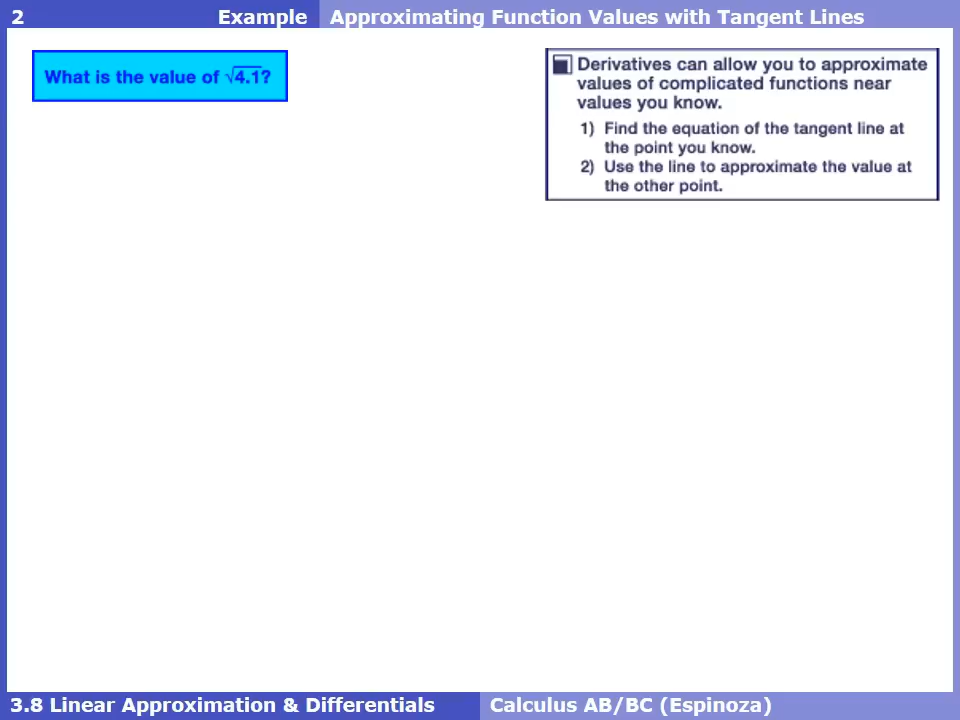 2 Example Approximating Function Values with Tangent Lines
What is the value of √4.1?
Derivatives can allow you to approximate
values of complicated functions near
values you know.
1) Find the equation of the tangent line at
the point you know.
2) Use the line to approximate the value at
the other point.
3.8 Linear Approximation & Differentials Calculus AB/BC (Espinoza)